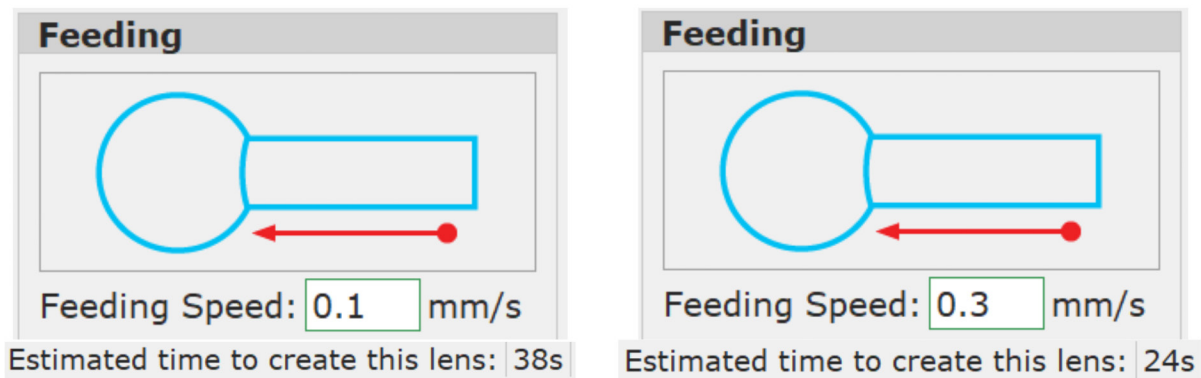 Feeding
Feeding Speed: 0.1 mm/s
Estimated time to create this lens: 38s
Feeding
Feeding Speed: 0.3 mm/s
Estimated time to create this lens: 24s